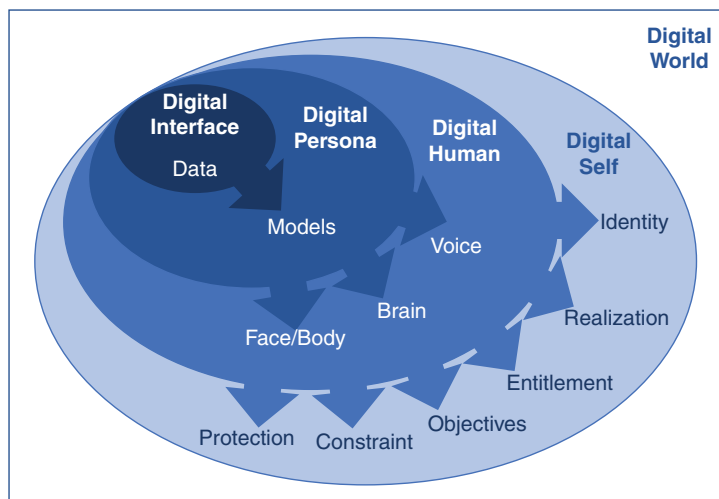 Digital
World
Digital
Interface
Data
Digital
Persona
Models
Digital
Human
Voice
Brain
Face/Body
Digital
Self
Identity
Realization
Entitlement
Objectives
Constraint
Protection